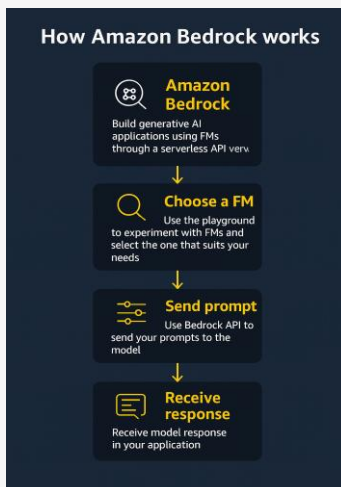 How Amazon Bedrock works
Amazon
Bedrock
Build generative AI
applications using FMs
through a serverless API
Choose a FM
Use the playground
to experiment with FMs and
select the one that suits your
needs
Send prompt
Use Bedrock API to
send your prompts to the
model
Receive
response
Receive model response
in your application